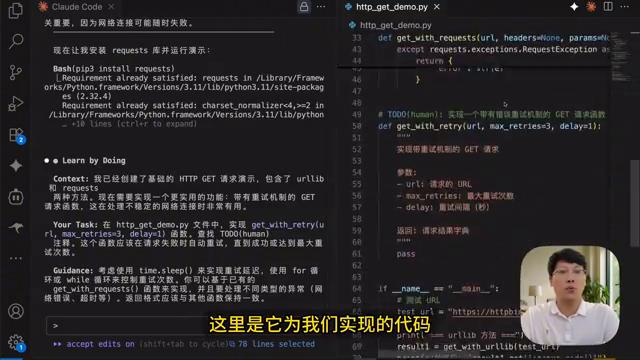 Claude Code
关重要，因为网络连接可能随时失败。
现在让我安装 requests 库并运行演示：
Bash(pip3 install requests)
Requirement already satisfied: requests in /Library/Framew
orks/Python.framework/Versions/3.11/lib/python3.11/site-packag
es (2.32.4)
Requirement already satisfied: charset_normalizer<4,>=2 in
/Library/Frameworks/Python.framework/Versions/3.11/lib/python
… +10 lines (ctrl+r to expand)
● ● Learn by Doing
Context: 我已经创建了基础的 HTTP GET 请求演示，包含了 urllib
和 requests
两种方法。现在需要实现一个更实用的功能：带有重试机制的 GET
请求函数，这在处理不稳定的网络连接时非常有用。
Your Task: 在 http_get_demo.py 文件中，实现 get_with_retry(u
rl, max_retries=3, delay=1) 函数。查找 TODO(human)
注释。这个函数应该在请求失败时自动重试，直到成功或达到最大重
试次数。
Guidance: 考虑使用 time.sleep() 来实现重试延迟，使用 for 循
环或 while 循环来控制重试次数。你可以基于已有的
get_with_requests() 函数来实现，并且要处理不同类型的异常（网
络错误、超时等）。返回格式应该与其他函数保持一致。
>
▸▸ accept edits on (shift+tab to cycle) 78 lines selected
http_get_demo.py
http_get_demo.py
33 def get_with_requests(url, headers=None, params=No
except requests.exceptions.RequestException as
44 return {
46 }
47
48
49 # TODO(human): 实现一个带有错误重试机制的 GET 请求函数
50 def get_with_retry(url, max_retries=3, delay=1):
51 """
52 实现带重试机制的 GET 请求
53
54 参数:
55 - url: 请求的 URL
56 - max_retries: 最大重试次数
57 - delay: 重试间隔 (秒)
58
59 返回: 请求结果字典
60 """
61 pass
62
if __name__ == "__main__":
# 测试 URL
test_url = "https://httpbi
print("=== urllib 方法 ===")
result1 = get_with_urllib(test_url)
这里是它为我们实现的代码